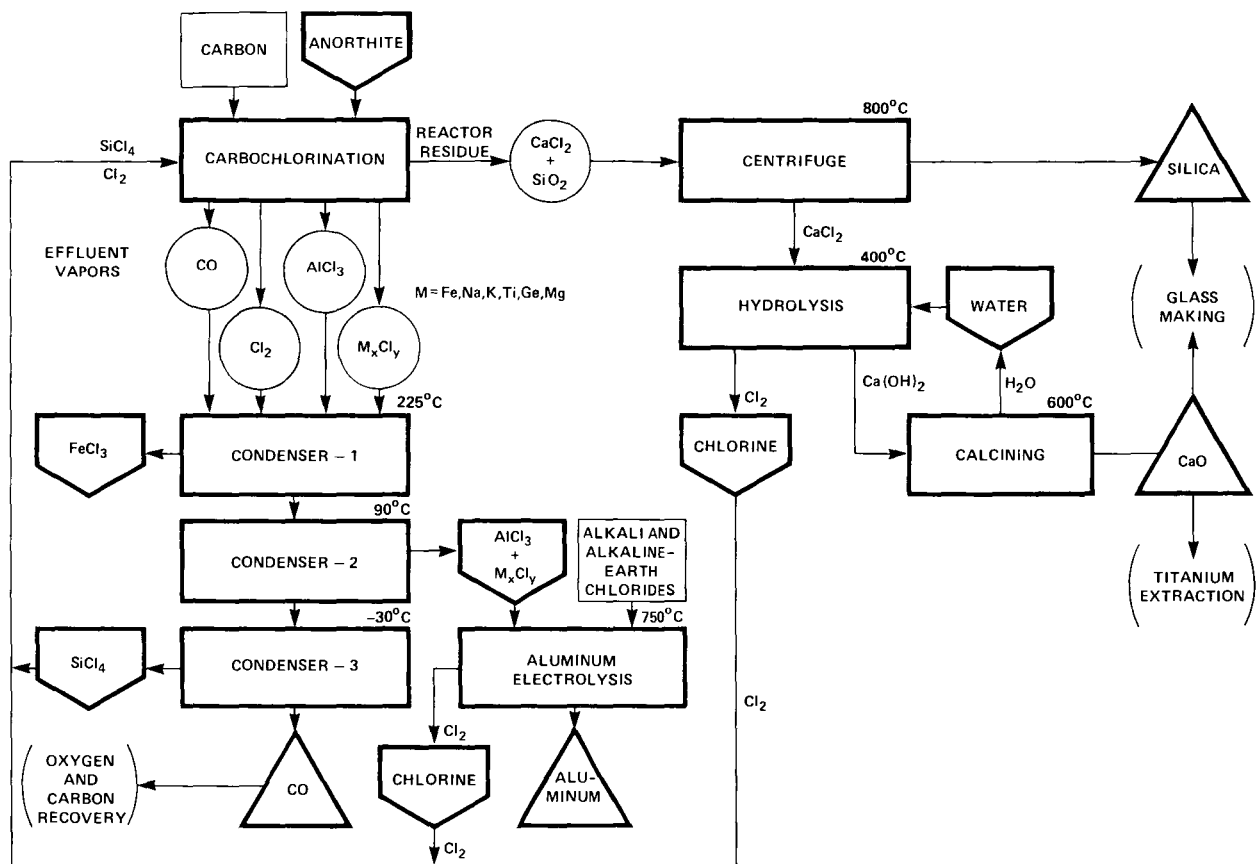 CARBON
ANORTHITE
SiCl4
Cl2
CARBOCHLORINATION
REACTOR
RESIDUE
CaCl2
+
SiO2
800°C
CENTRIFUGE
SILICA
EFFLUENT
VAPORS
CO
AlCl3
Cl2
MxCly
M=Fe,Na,K,Ti,Ge,Mg
CaCl2
400°C
HYDROLYSIS
WATER
GLASS
MAKING
Cl2
Ca(OH)2
H2O
600°C
CHLORINE
CALCINING
CaO
225°C
FeCl3
CONDENSER – 1
90°C
CONDENSER – 2
AlCl3
+
MxCly
ALKALI AND
ALKALINE-
EARTH
CHLORIDES
TITANIUM
EXTRACTION
–30°C
SiCl4
CONDENSER – 3
750°C
ALUMINUM
ELECTROLYSIS
Cl2
Cl2
OXYGEN
AND
CARBON
RECOVERY
CO
CHLORINE
ALU-
MINUM
Cl2